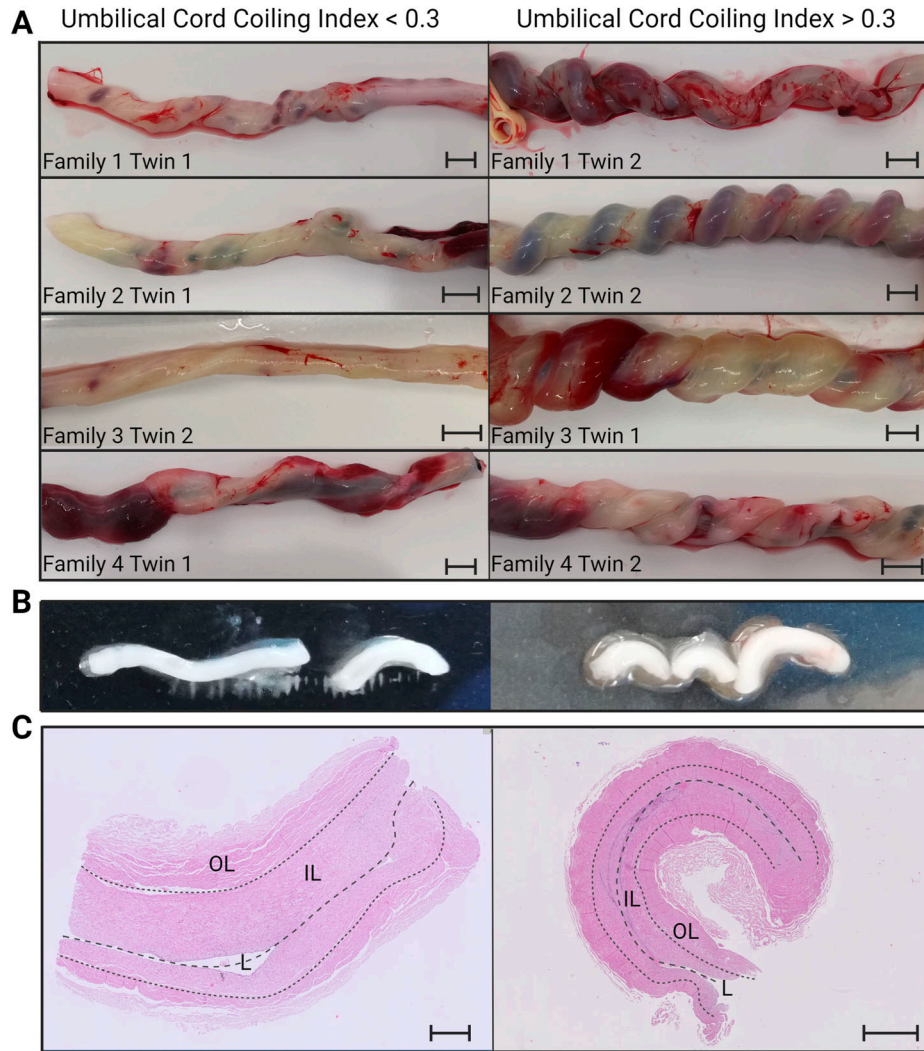 Umbilical Cord Coiling Index < 0.3
Umbilical Cord Coiling Index > 0.3
A
Family 1 Twin 1
Family 1 Twin 2
Family 2 Twin 1
Family 2 Twin 2
Family 3 Twin 2
Family 3 Twin 1
Family 4 Twin 1
Family 4 Twin 2
B
C
OL
IL
L
IL
OL
L